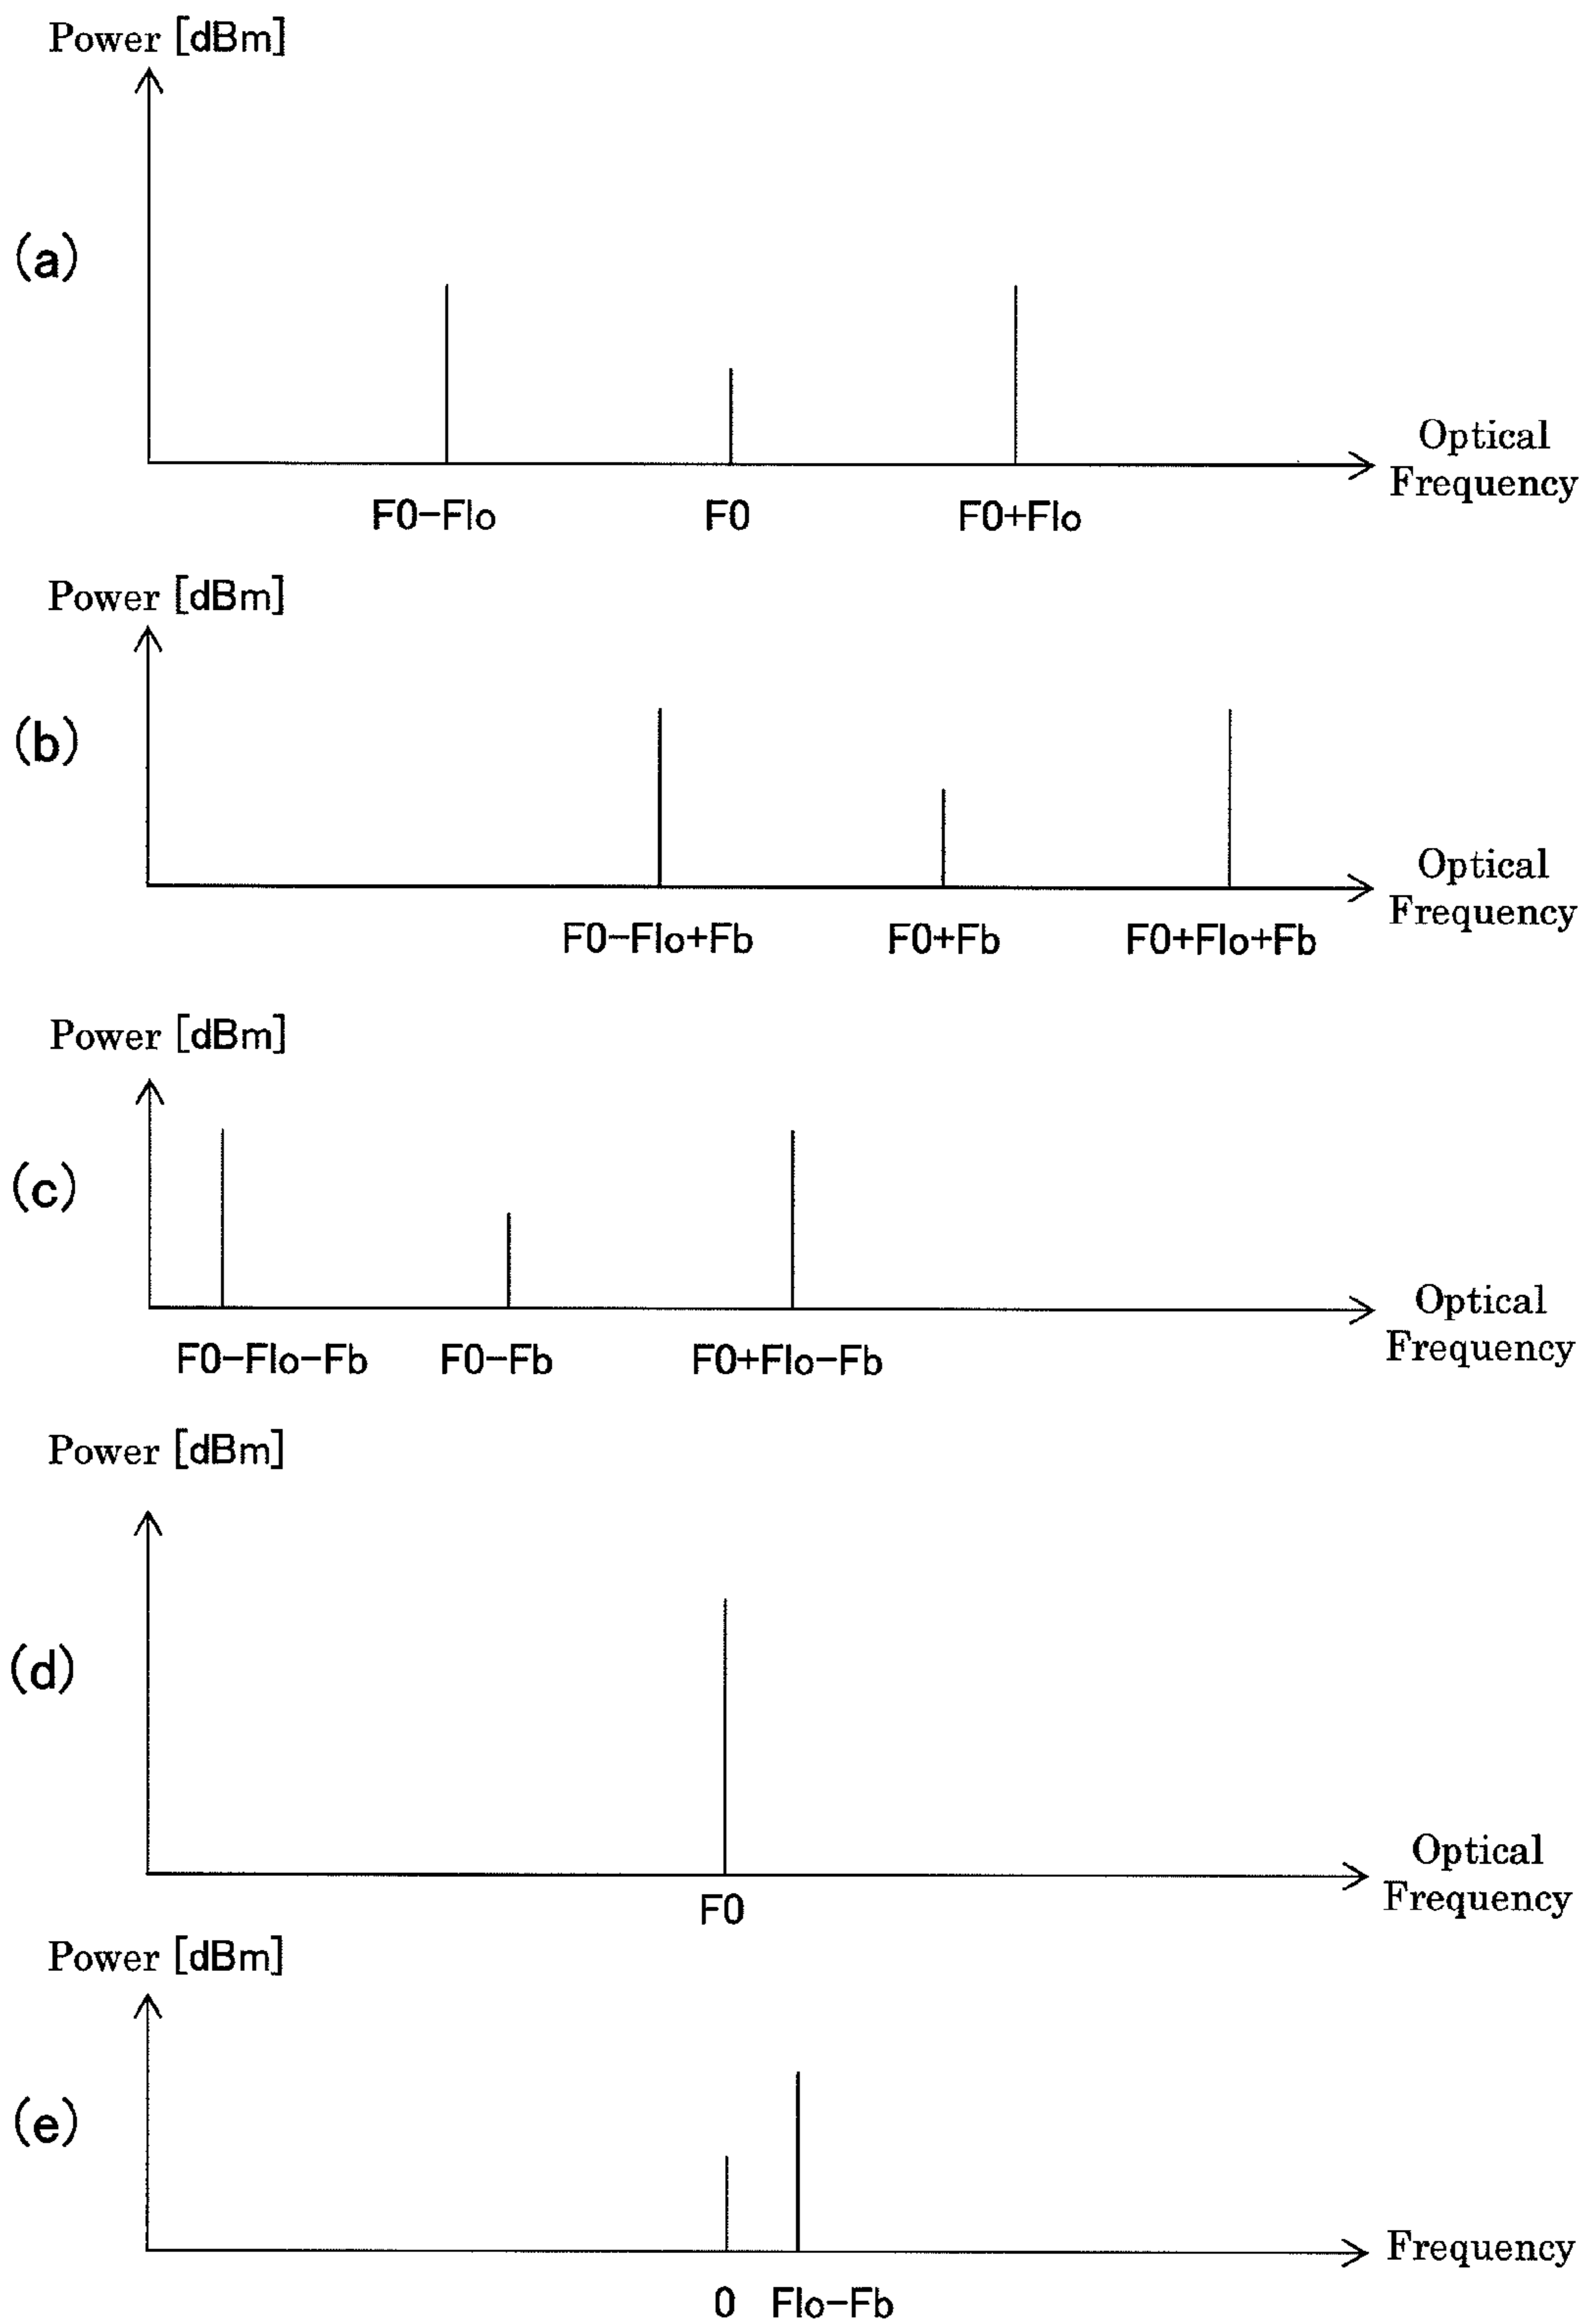 Power [dBm]
(a)
Optical
Frequency
F0−Flo F0 F0+Flo
Power [dBm]
(b)
Optical
Frequency
F0−Flo+Fb F0+Fb F0+Flo+Fb
Power [dBm]
(c)
Optical
Frequency
F0−Flo−Fb F0−Fb F0+Flo−Fb
Power [dBm]
(d)
Optical
Frequency
F0
Power [dBm]
(e)
Frequency
0 Flo−Fb